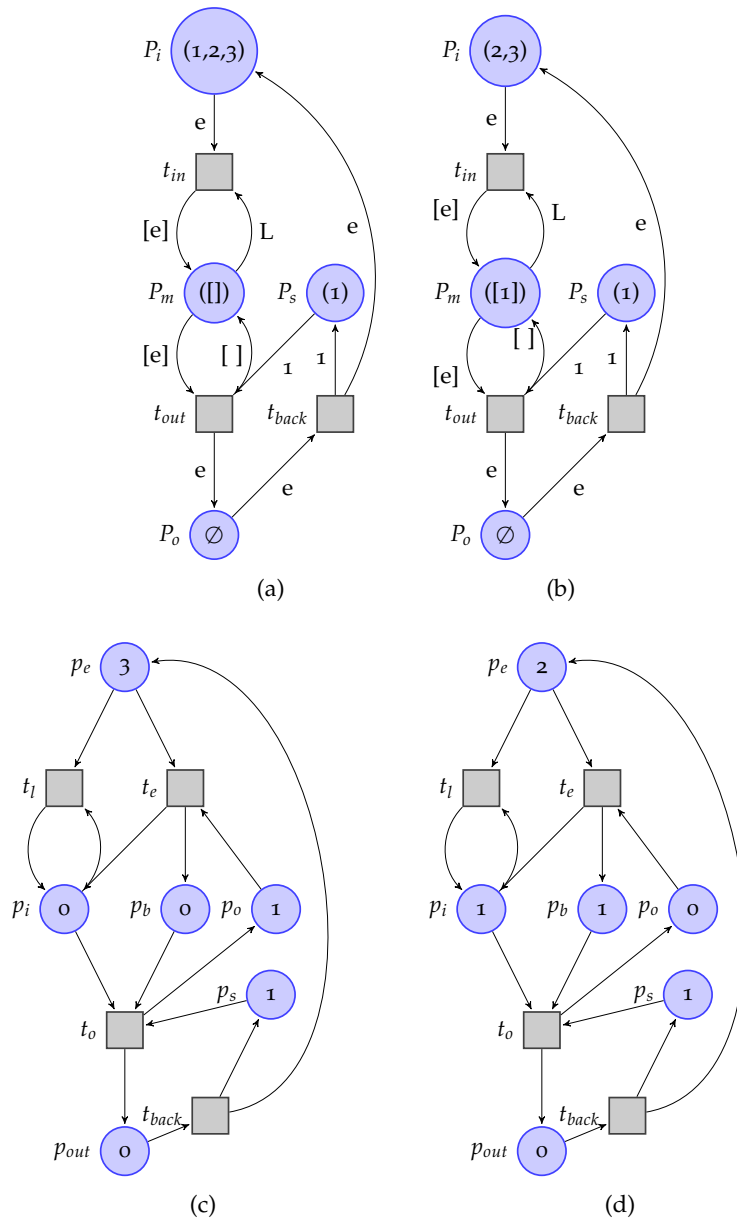 P_i (1,2,3) P_i (2,3)
e e
t_in t_in
[e] L e [e] L e
P_m ([]) P_s (1) P_m ([1]) P_s (1)
[e] [ ] 1 1 [e] [ ] 1 1
t_out t_back t_out t_back
e e e e
P_o ∅ P_o ∅
(a) (b)
p_e 3 p_e 2
t_l t_e t_l t_e
p_i 0 p_b 0 p_o 1 p_i 1 p_b 1 p_o 0
p_s 1 p_s 1
t_o t_o
t_back t_back
p_out 0 p_out 0
(c) (d)